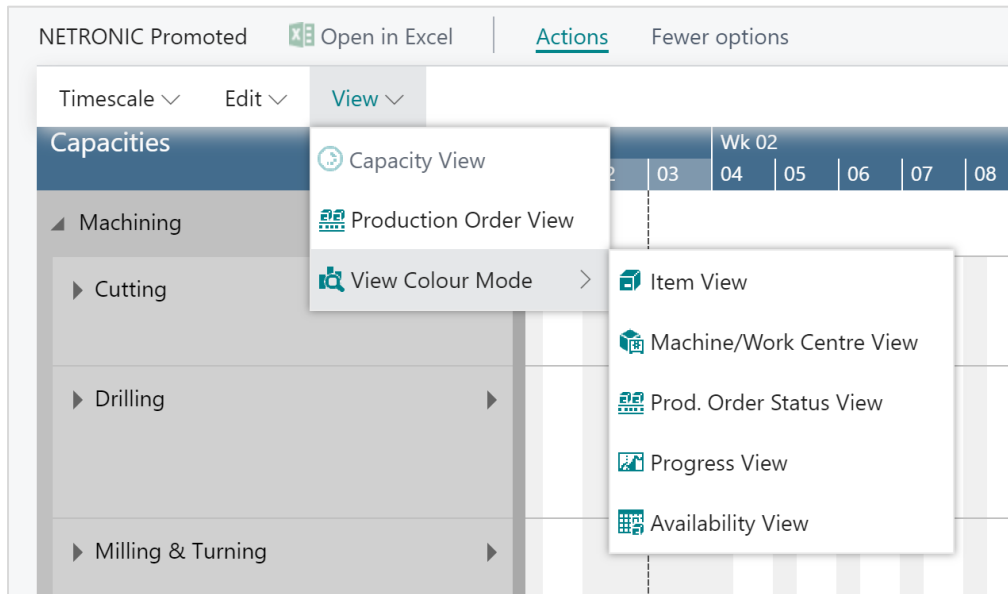 NETRONIC Promoted Open in Excel Actions Fewer options
Timescale Edit View
Capacities
Wk 02
03 04 05 06 07 08
Capacity View
Production Order View
View Colour Mode
Machining
Cutting
Drilling
Milling & Turning
Item View
Machine/Work Centre View
Prod. Order Status View
Progress View
Availability View